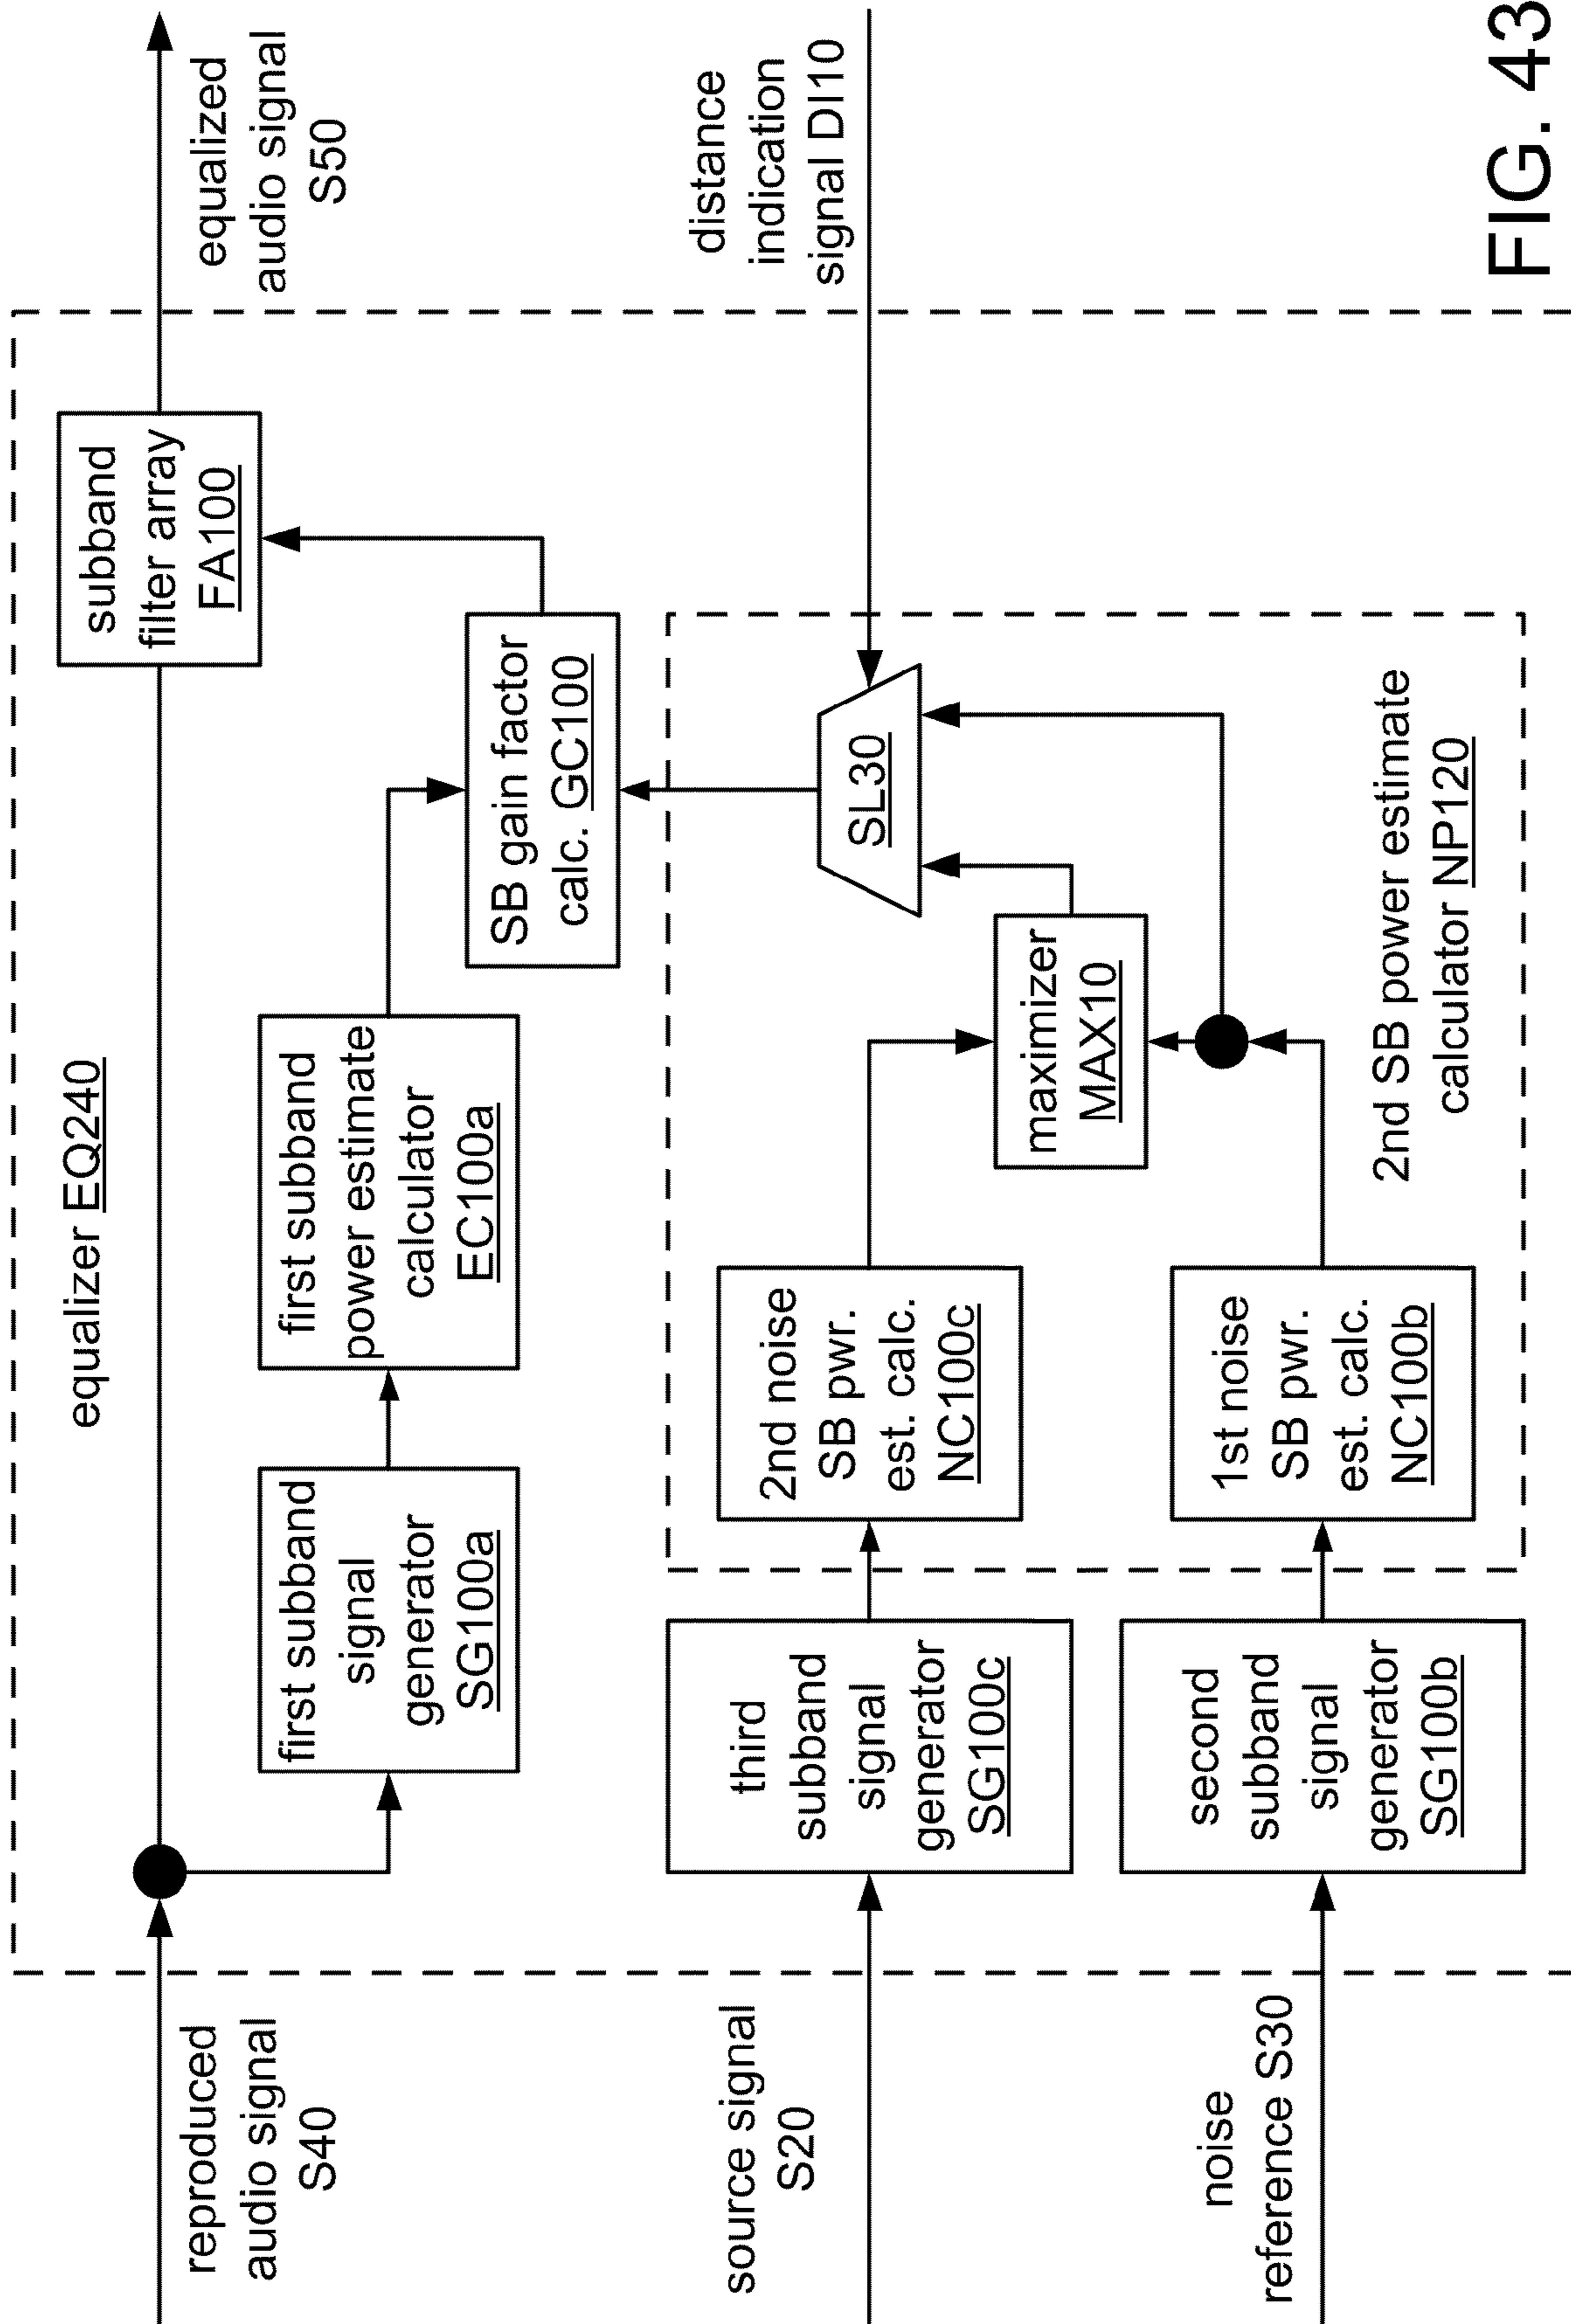 equalizer EQ240
reproduced
audio signal
S40
equalized
audio signal
S50
subband
filter array
FA100
first subband
signal
generator
SG100a
first subband
power estimate
calculator
EC100a
SB gain factor
calc. GC100
distance
indication
signal DI10
source signal
S20
third
subband
signal
generator
SG100c
2nd noise
SB pwr.
est. calc.
NC100c
maximizer
MAX10
SL30
noise
reference S30
second
subband
signal
generator
SG100b
1st noise
SB pwr.
est. calc.
NC100b
2nd SB power estimate
calculator NP120
FIG. 43